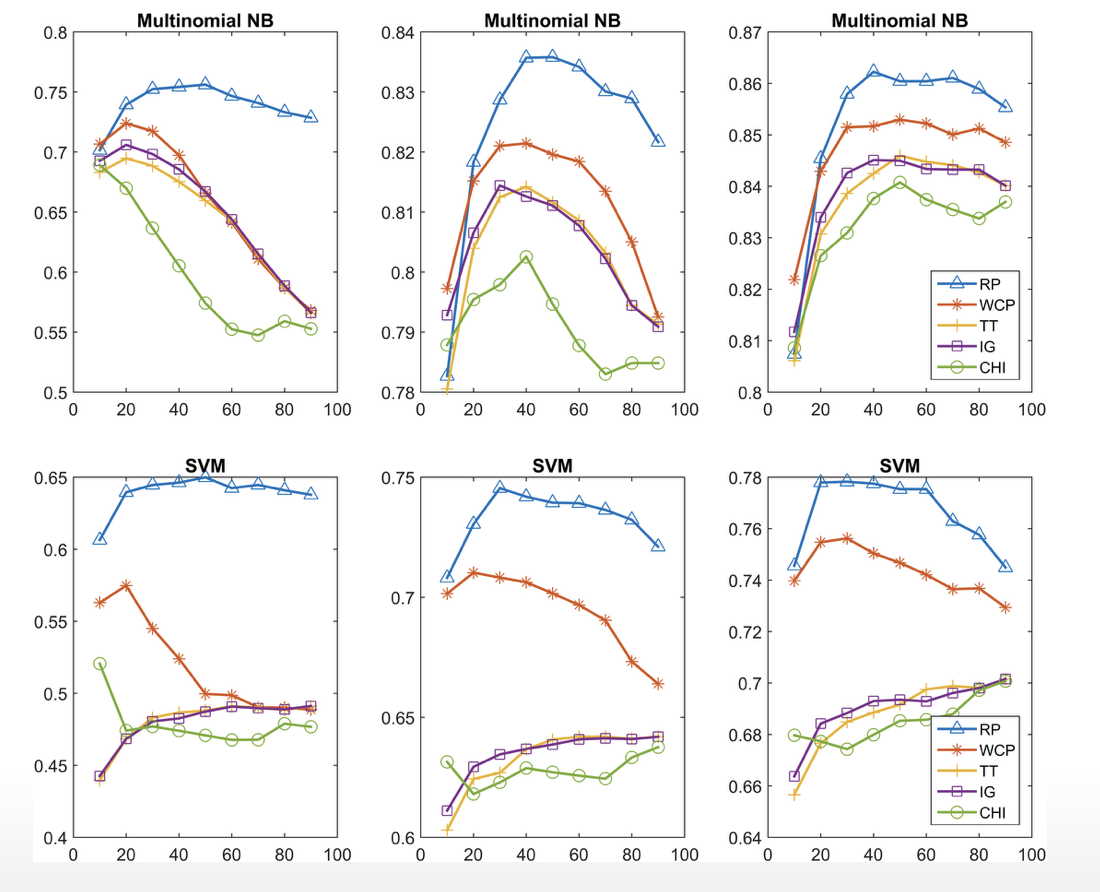 Multinomial NB
0.8
0.75
0.7
0.65
0.6
0.55
0.5
0 20 40 60 80 100
Multinomial NB
0.84
0.83
0.82
0.81
0.8
0.79
0.78
0 20 40 60 80 100
Multinomial NB
0.87
0.86
0.85
0.84
0.83
0.82
0.81
0.8
0 20 40 60 80 100
RP
WCP
TT
IG
CHI
SVM
0.65
0.6
0.55
0.5
0.45
0.4
0 20 40 60 80 100
SVM
0.75
0.7
0.65
0.6
0 20 40 60 80 100
SVM
0.78
0.76
0.74
0.72
0.7
0.68
0.66
0.64
0 20 40 60 80 100
RP
WCP
TT
IG
CHI